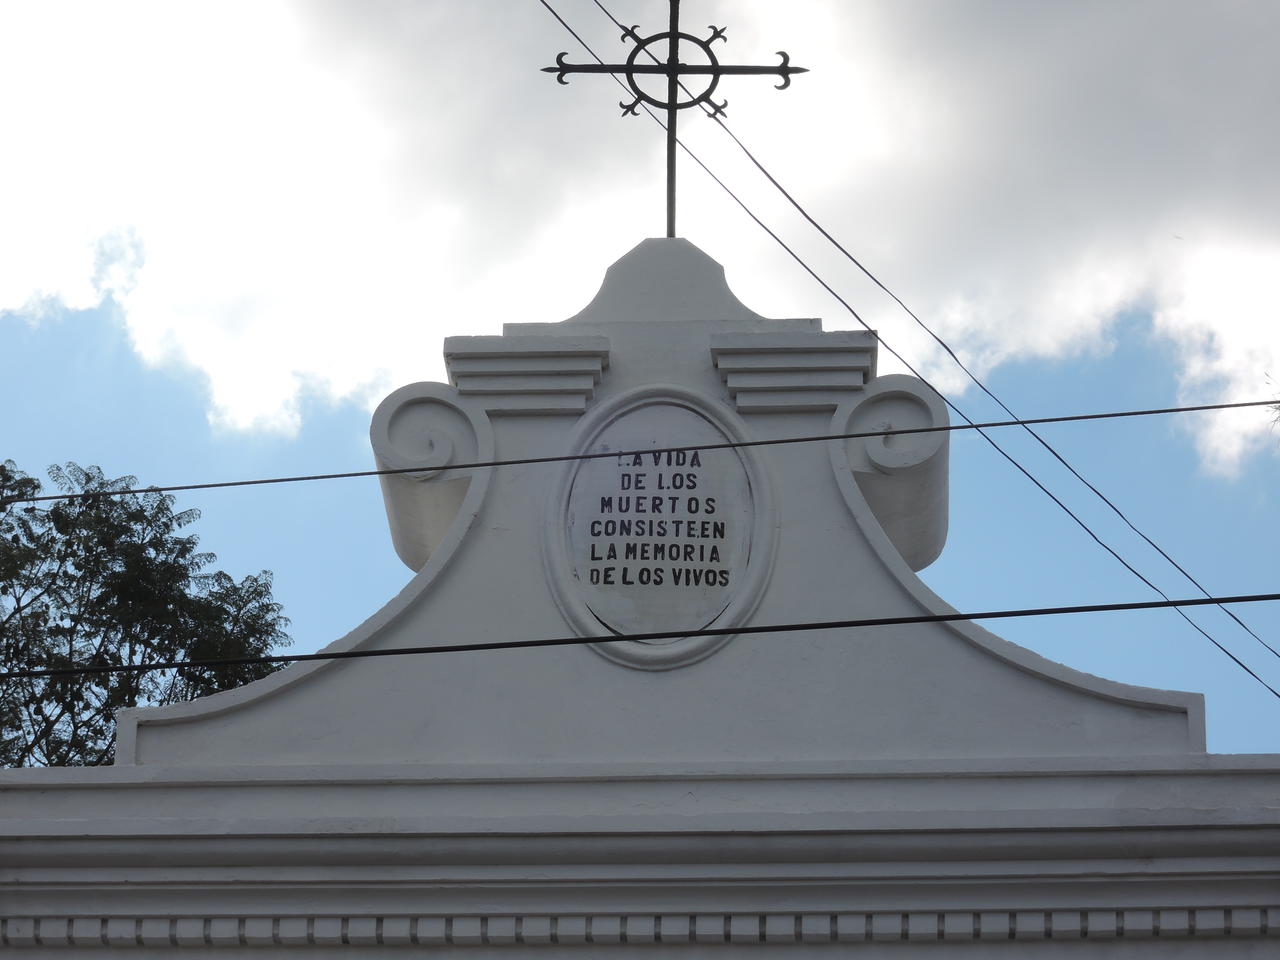 LA VIDA
DE LOS
MUERTOS
CONSISTE EN
LA MEMORIA
DE LOS VIVOS